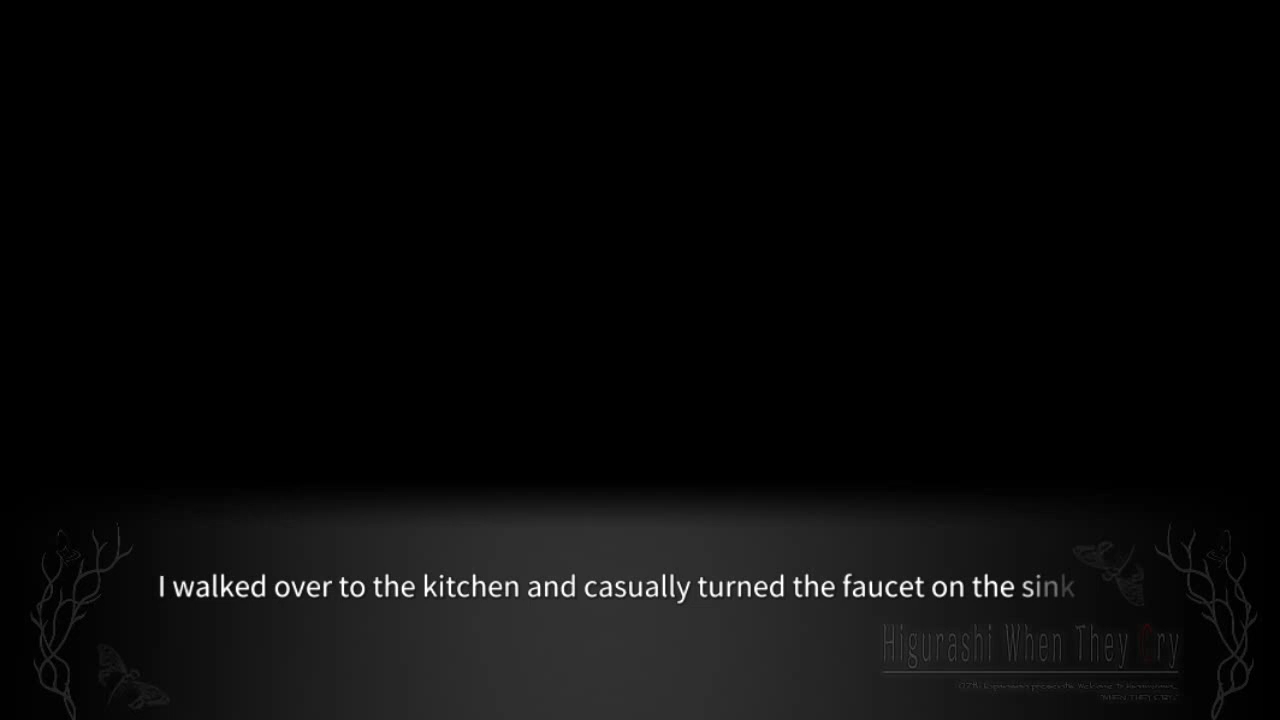 I walked over to the kitchen and casually turned the faucet on the sink
Higurashi When They Cry